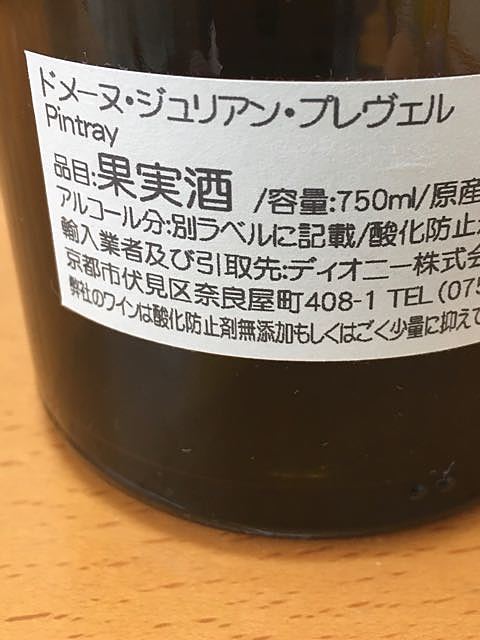 ドメーヌ・ジュリアン・プレヴェル
Pintray
品目:果実酒 /容量:750ml/原産
アルコール分:別ラベルに記載/酸化防止
輸入業者及び引取先:ディオニー株式会
京都市伏見区奈良屋町408-1 TEL(075
弊社のワインは酸化防止剤無添加もしくはごく少量に抑えて